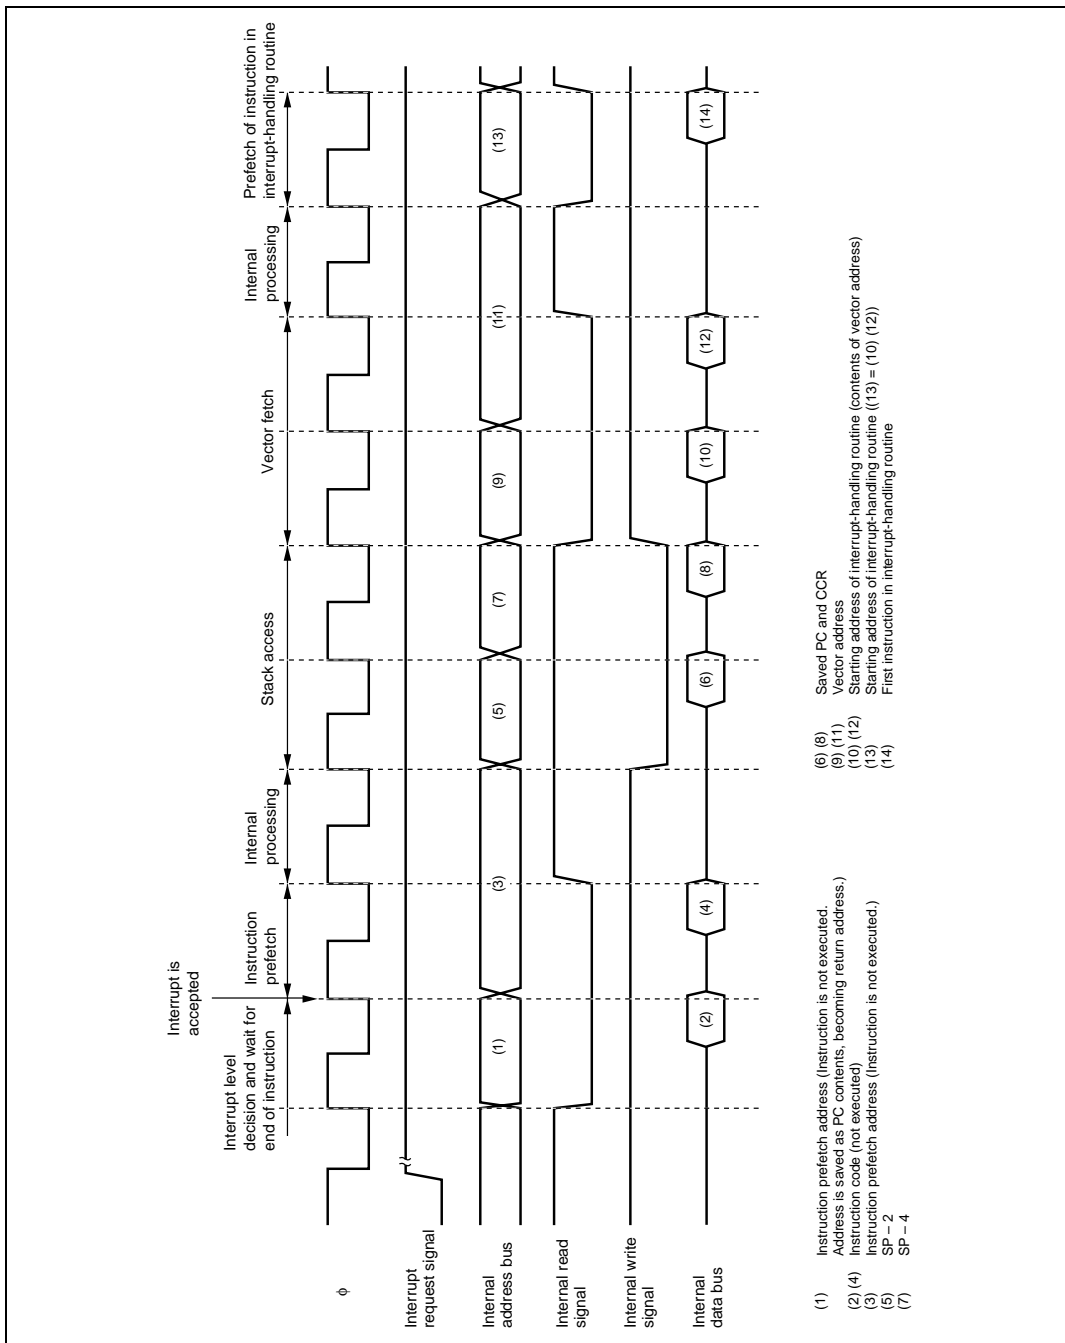 Interrupt is
accepted
Interrupt level
decision and wait for
end of instruction
Instruction
prefetch
Internal
processing
Stack access
Vector fetch
Internal
processing
Prefetch of instruction in
interrupt-handling routine
φ
Interrupt
request signal
Internal
address bus
(1)
(3)
(5)
(7)
(9)
(11)
(13)
Internal read
signal
Internal write
signal
Internal
data bus
(2)
(4)
(6)
(8)
(10)
(12)
(14)
(1) Instruction prefetch address (Instruction is not executed.
Address is saved as PC contents, becoming return address.)
(2) (4) Instruction code (not executed)
(3) Instruction prefetch address (Instruction is not executed.)
(5) SP – 2
(7) SP – 4
(6) (8) Saved PC and CCR
(9) (11) Vector address
(10) (12) Starting address of interrupt-handling routine (contents of vector address)
(13) Starting address of interrupt-handling routine ((13) = (10) (12))
(14) First instruction in interrupt-handling routine